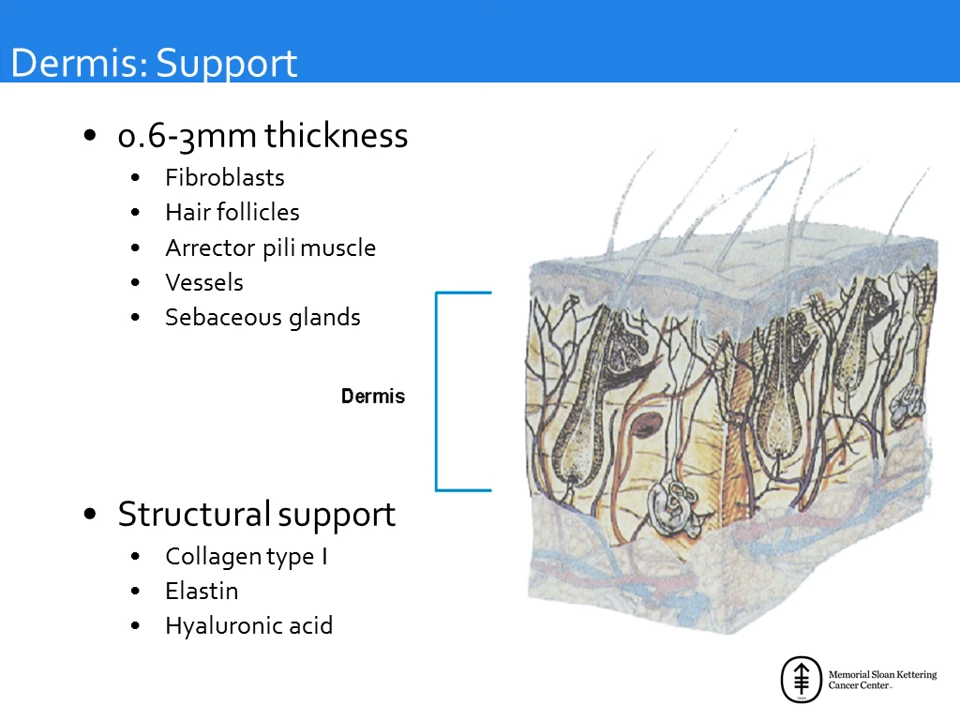 Dermis: Support
• 0.6-3mm thickness
• Fibroblasts
• Hair follicles
• Arrector pili muscle
• Vessels
• Sebaceous glands
Dermis
• Structural support
• Collagen type I
• Elastin
• Hyaluronic acid
Memorial Sloan Kettering
Cancer Center